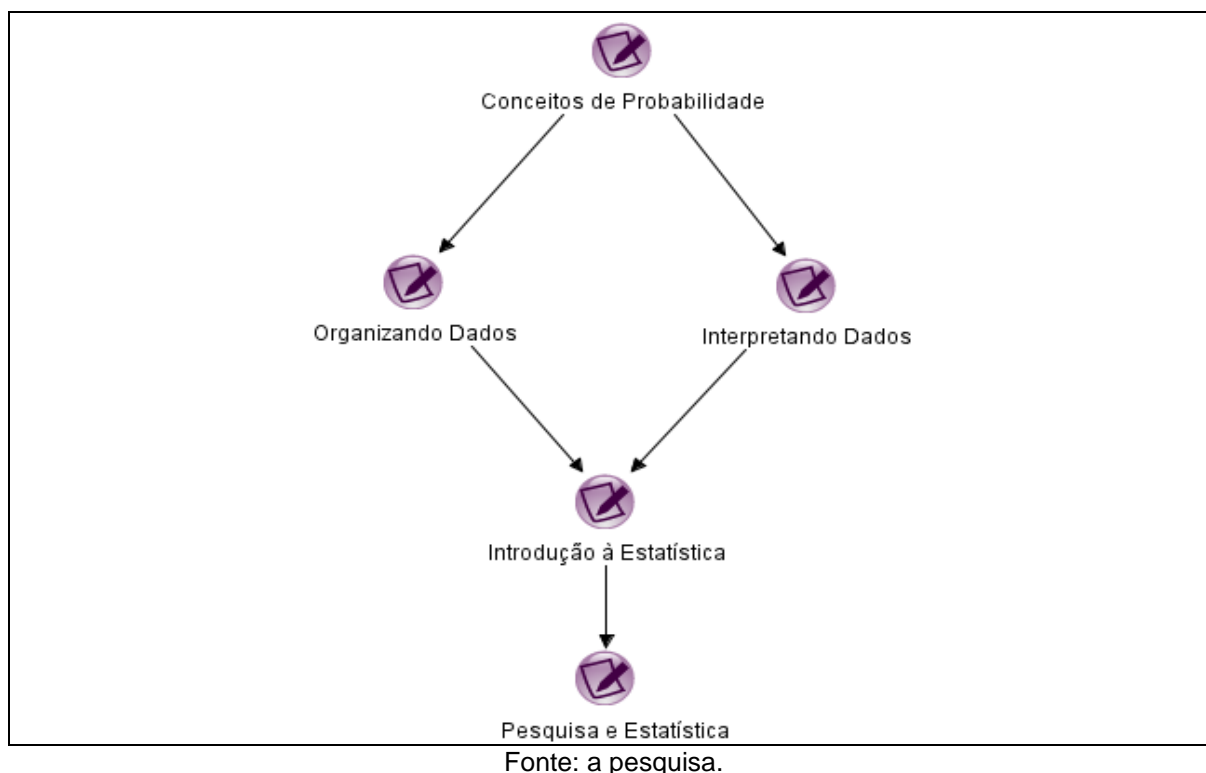 Conceitos de Probabilidade
Organizando Dados
Interpretando Dados
Introdução à Estatística
Pesquisa e Estatística
Fonte: a pesquisa.